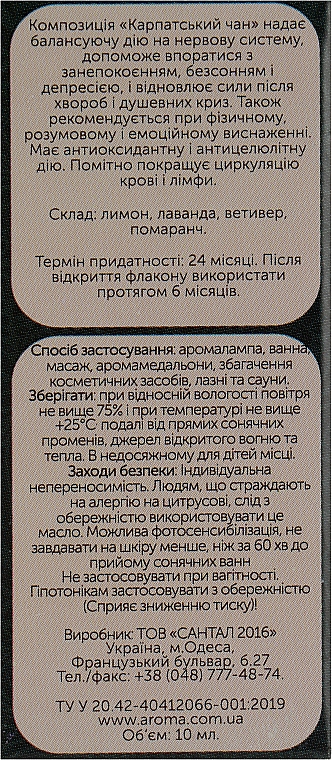 Композиція «Карпатський чан» надає
балансуючу дію на нервову систему,
допоможе впоратися з
занепокоєнням, безсонням і
депресією, і відновлює сили після
хвороб і душевних криз. Також
рекомендується при фізичному,
розумовому і емоційному виснаженні.
Має антиоксидантну і антицелюлітну
дію. Помітно покращує циркуляцію
крові і лімфи.
Склад: лимон, лаванда, ветивер,
помаранч.
Термін придатності: 24 місяці. Після
відкриття флакону використати
протягом 6 місяців.
Спосіб застосування: аромалампа, ванна,
масаж, аромамедальони, збагачення
косметичних засобів, лазні та сауни.
Зберігати: при відносній вологості повітря
не вище 75% і при температурі не вище
+25°C подалі від прямих сонячних
променів, джерел відкритого вогню та
тепла. В недосяжному для дітей місці.
Заходи безпеки: Індивідуальна
непереносимість. Людям, що страждають
на алергію на цитрусові, слід з
обережністю використовувати це
масло. Можлива фотосенсибілізація, не
завдавати на шкіру менше, ніж за 60 хв до
прийому сонячних ванн
Не застосовувати при вагітності.
Гіпотонікам застосовувати з обережністю
(Сприяє зниженню тиску)!
Виробник: ТОВ «САНТАЛ 2016»
Україна, м.Одеса,
Французький бульвар, б.27
Тел./факс: +38 (048) 777-48-74.
ТУ У 20.42-40412066-001:2019
www.aroma.com.ua
Об'єм: 10 мл.